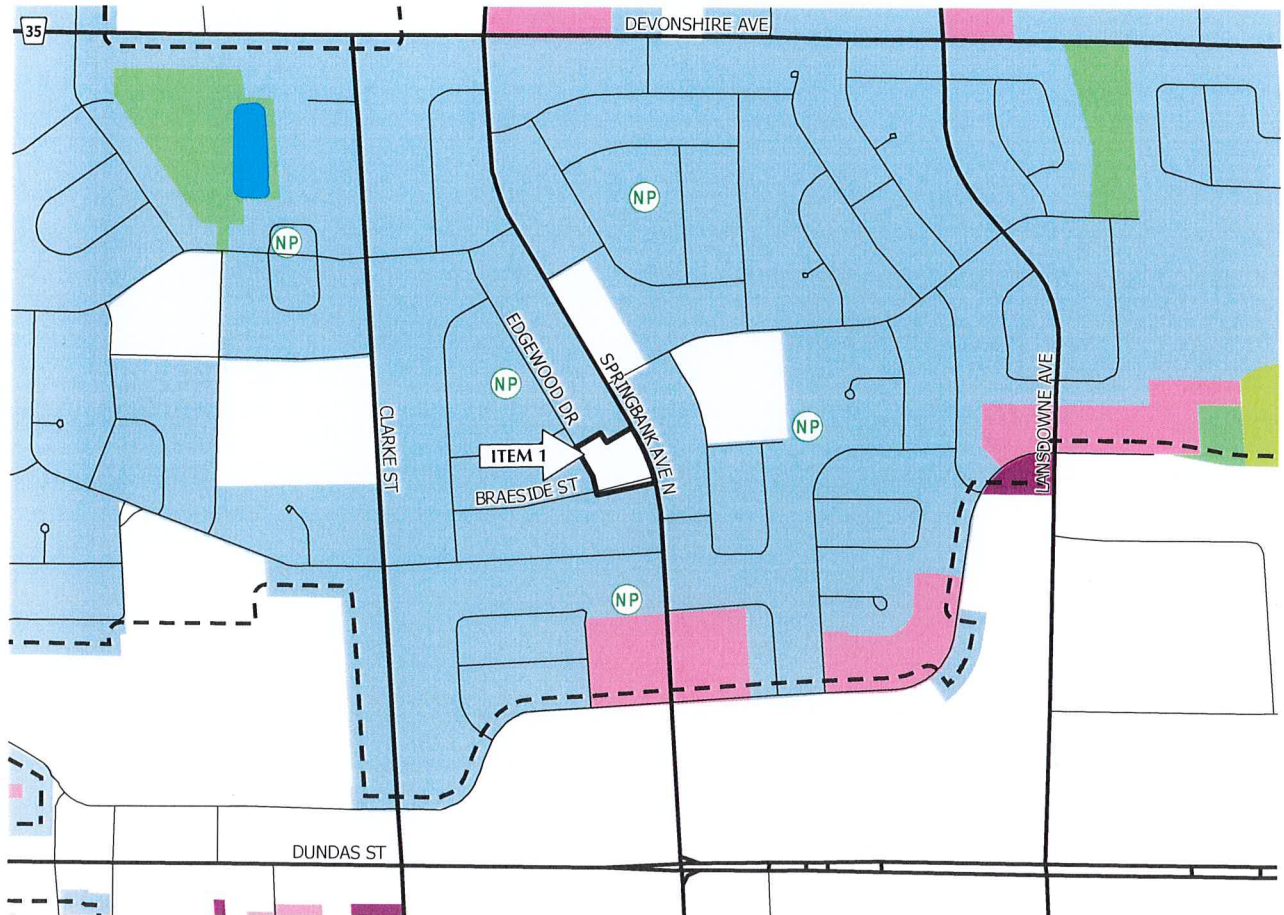 35
DEVONSHIRE AVE
NP
NP
EDGEWOOD DR
SPRINGBANK AVE N
NP
NP
CLARKE ST
LANSDOWNE AVE
ITEM 1
BRAESIDE ST
NP
DUNDAS ST